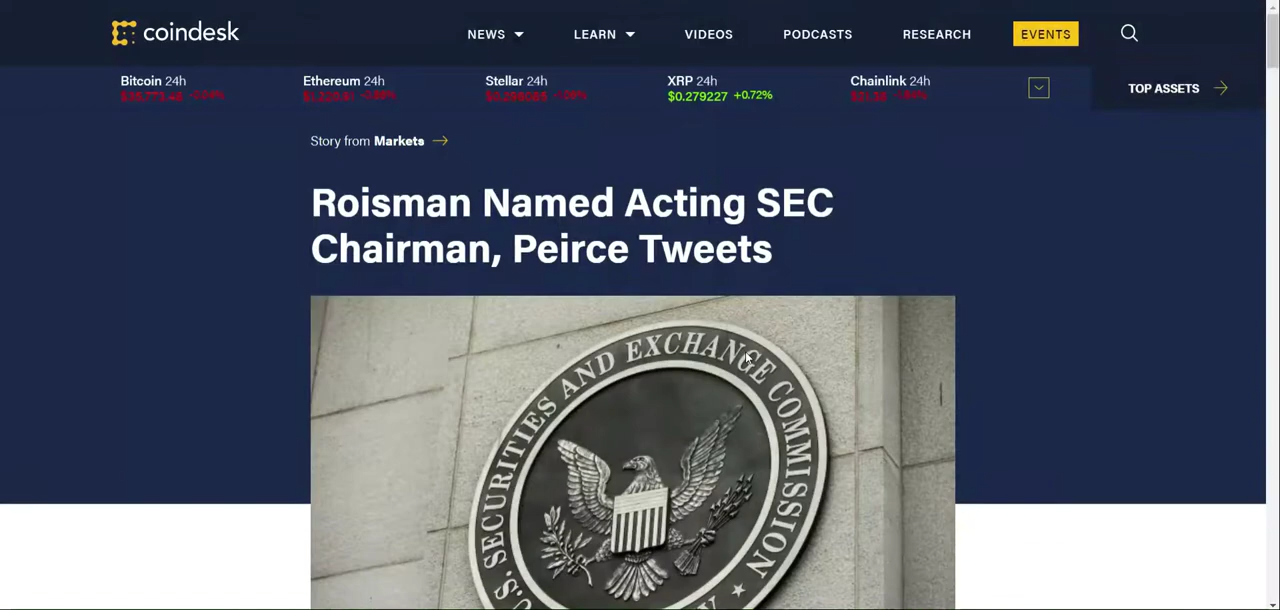 coindesk
NEWS LEARN VIDEOS PODCASTS RESEARCH EVENTS
Bitcoin 24h Ethereum 24h Stellar 24h XRP 24h Chainlink 24h
$0.279227 +0.72%
TOP ASSETS
Story from Markets
Roisman Named Acting SEC
Chairman, Peirce Tweets
U.S. SECURITIES AND EXCHANGE COMMISSION